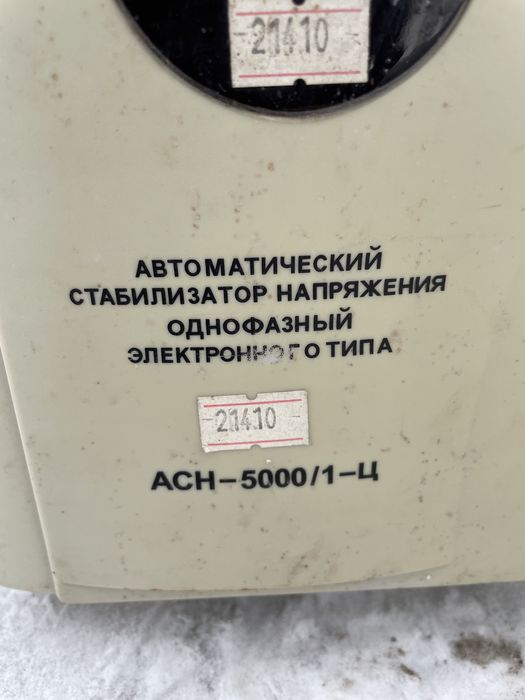 -21410-
АВТОМАТИЧЕСКИЙ
СТАБИЛИЗАТОР НАПРЯЖЕНИЯ
ОДНОФАЗНЫЙ
ЭЛЕКТРОННОГО ТИПА
-21410-
АСН-5000/1-Ц